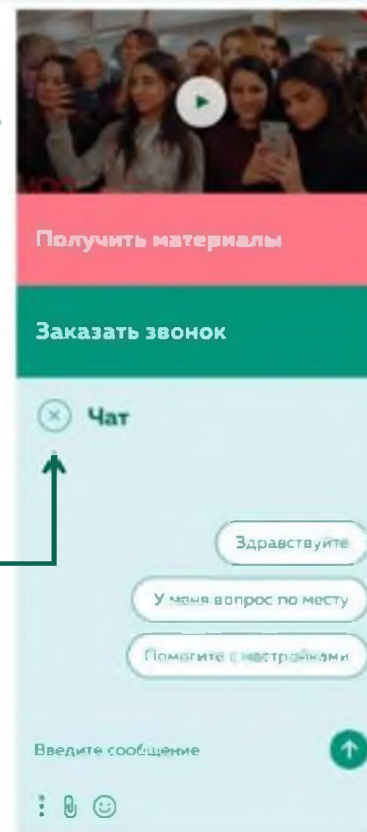 Получить материалы
Заказать звонок
Чат
Здравствуйте
У меня вопрос по месту
Помогите с настройками
Введите сообщение